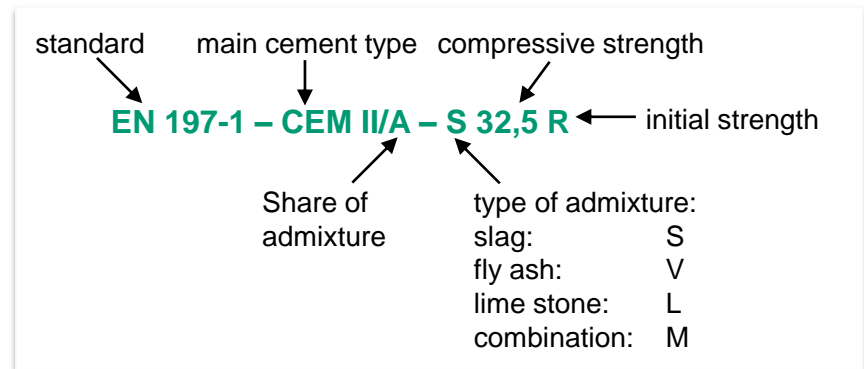 standard main cement type compressive strength
EN 197-1 – CEM II/A – S 32,5 R
initial strength
Share of
admixture
type of admixture:
slag: S
fly ash: V
lime stone: L
combination: M